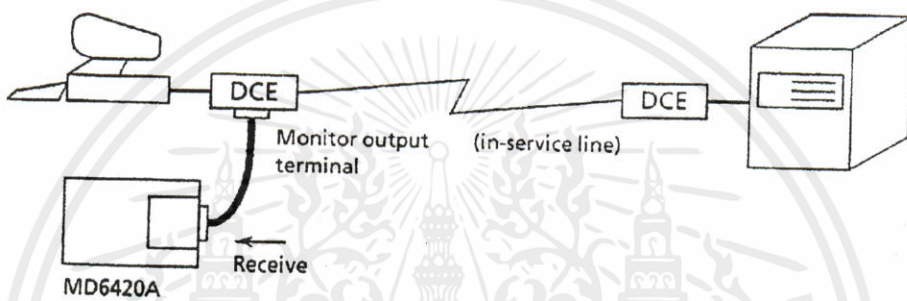 DCE
DCE
Monitor output
terminal
(in-service line)
Receive
MD6420A